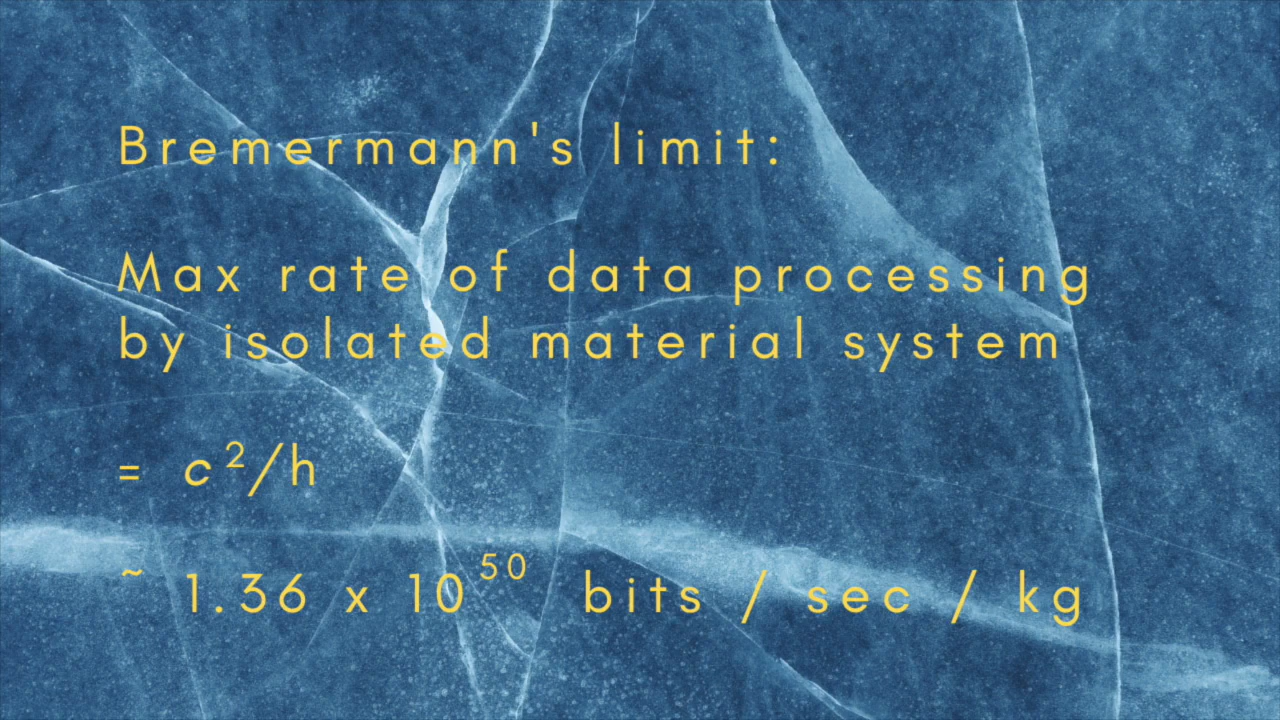 Bremermann's limit:
Max rate of data processing
by isolated material system
= c²/h
~ 1.36 x 10⁵⁰ bits / sec / kg